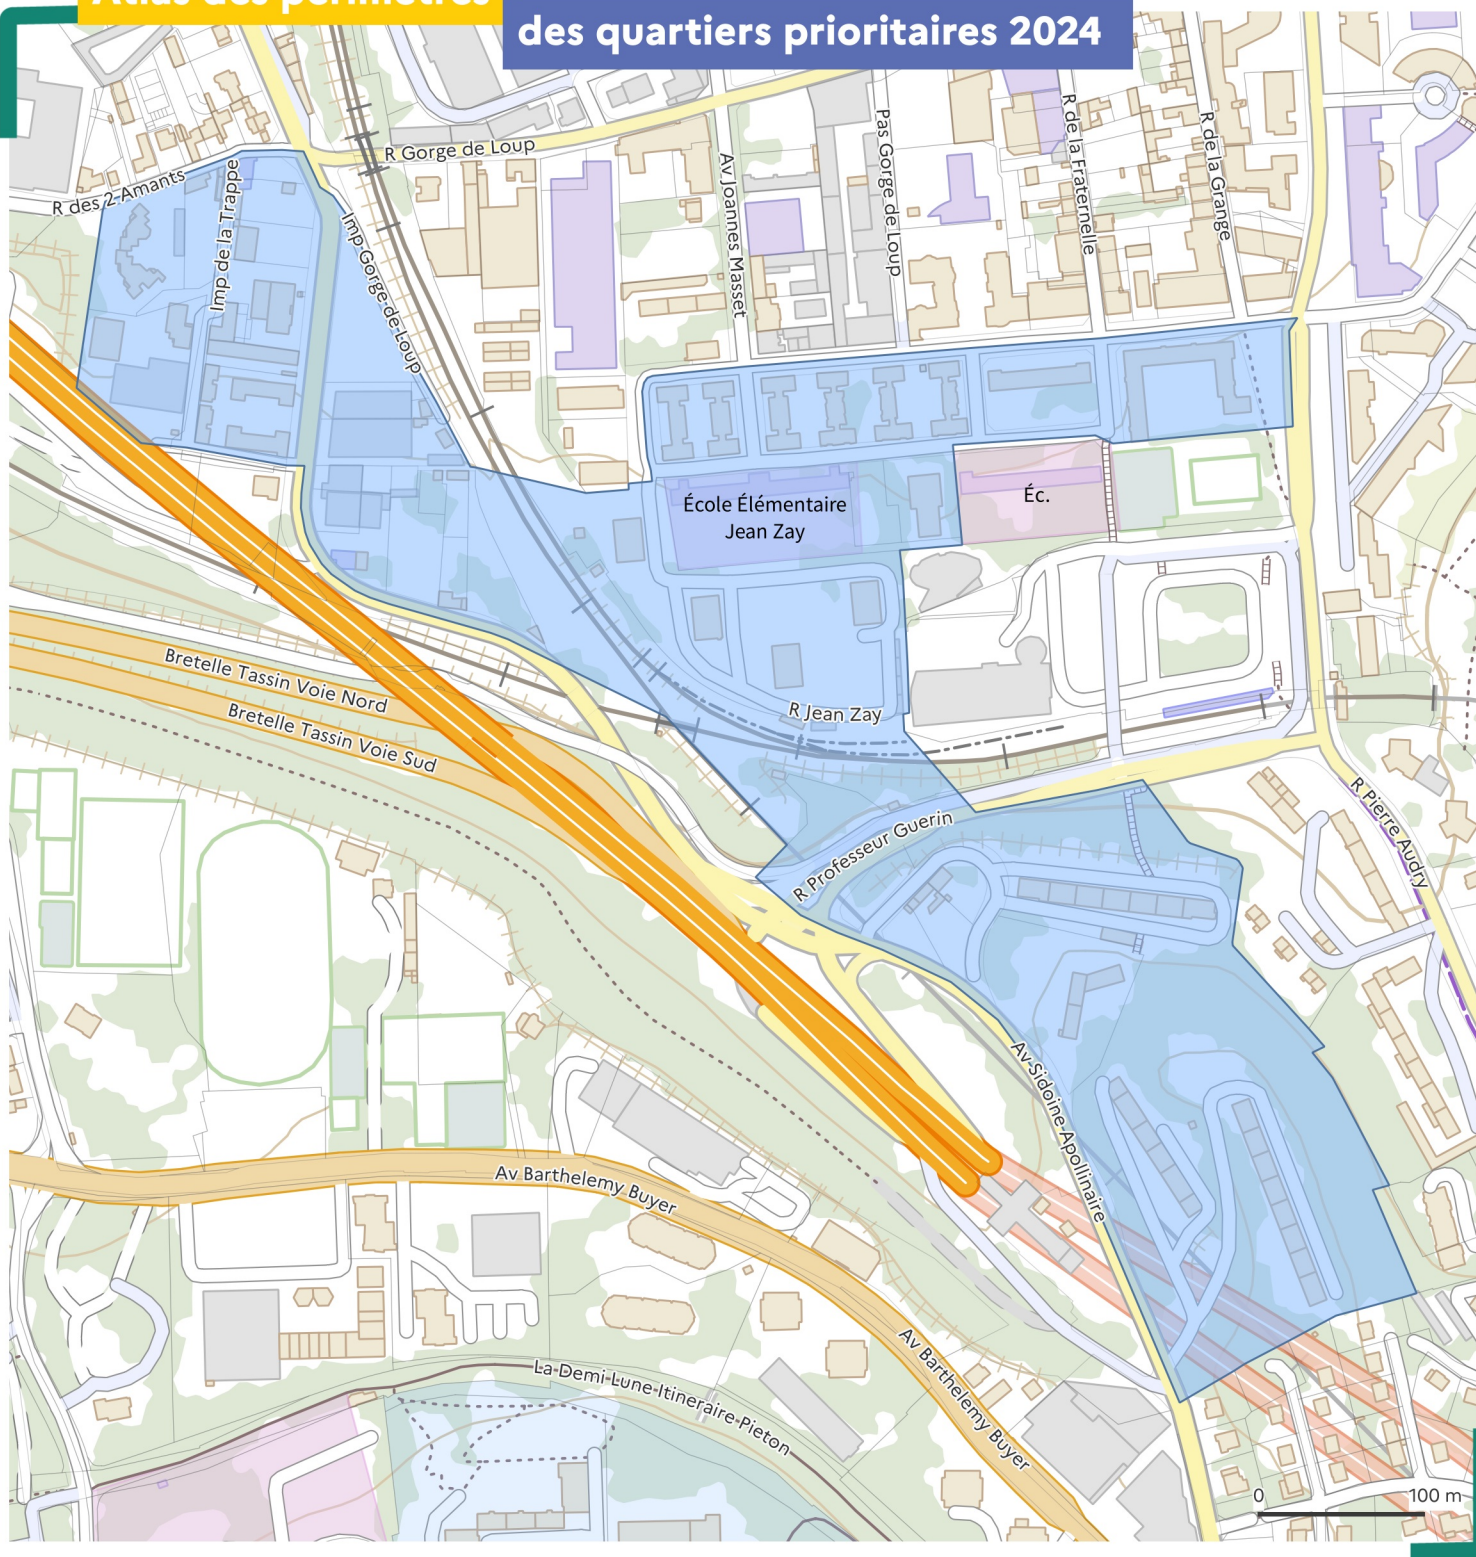 Atlas des périmètres
des quartiers prioritaires 2024
R Gorge de Loup
R des 2 Amants
Imp de la Trappe
Imp Gorge de Loup
Av Joannes Masset
Pas Gorge de Loup
R de la Fraternelle
R de la Grange
École Élémentaire
Jean Zay
Éc.
Bretelle Tassin Voie Nord
Bretelle Tassin Voie Sud
R Jean Zay
R Professeur Guerin
R Pierre Audry
Av Sidoine Apollinaire
Av Barthelemy Buyer
Av Barthelemy Buyer
La Demi Lune Itineraire Pieton
0 100 m